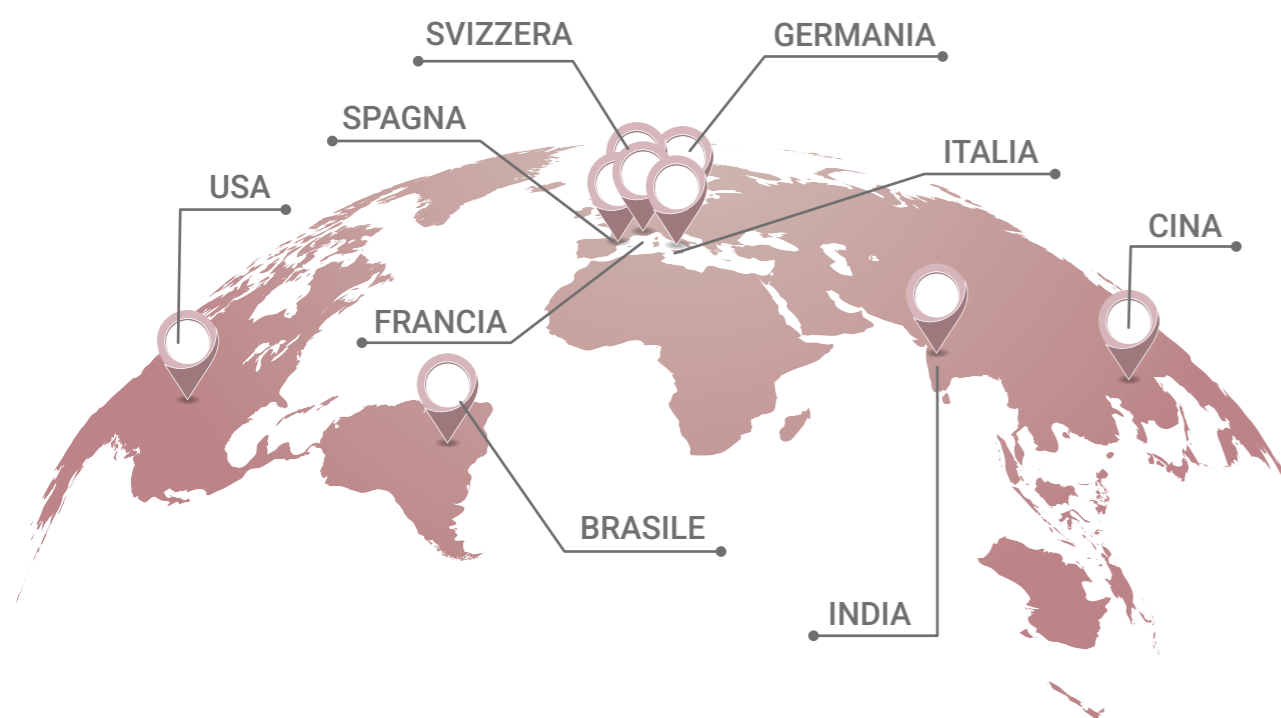 SVIZZERA
GERMANIA
SPAGNA
ITALIA
USA
CINA
FRANCIA
BRASILE
INDIA